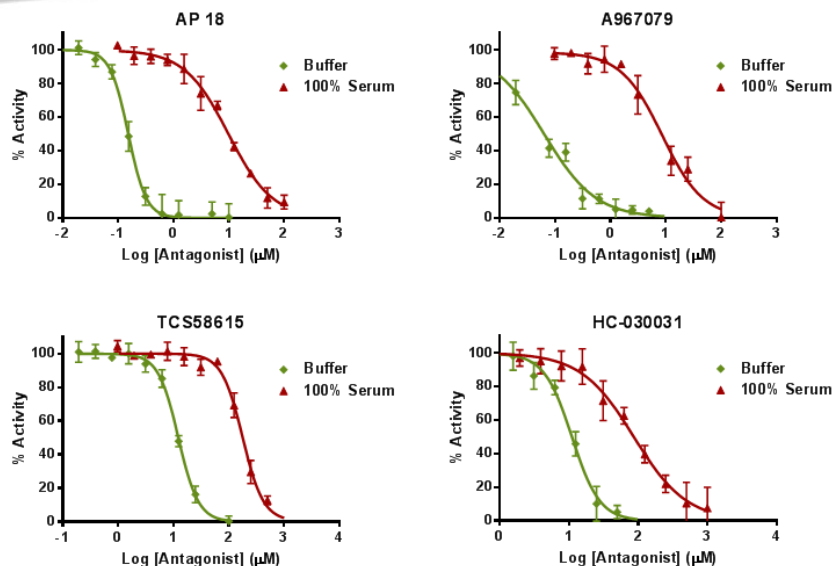 AP 18
100
80
60
40
20
0
% Activity
-2 -1 0 1 2 3
Log [Antagonist] (µM)
Buffer
100% Serum
A967079
100
80
60
40
20
0
% Activity
-2 -1 0 1 2 3
Log [Antagonist] (µM)
Buffer
100% Serum
TCS58615
100
80
60
40
20
0
% Activity
-1 0 1 2 3 4
Log [Antagonist] (µM)
Buffer
100% Serum
HC-030031
100
80
60
40
20
0
% Activity
0 1 2 3 4
Log [Antagonist] (µM)
Buffer
100% Serum